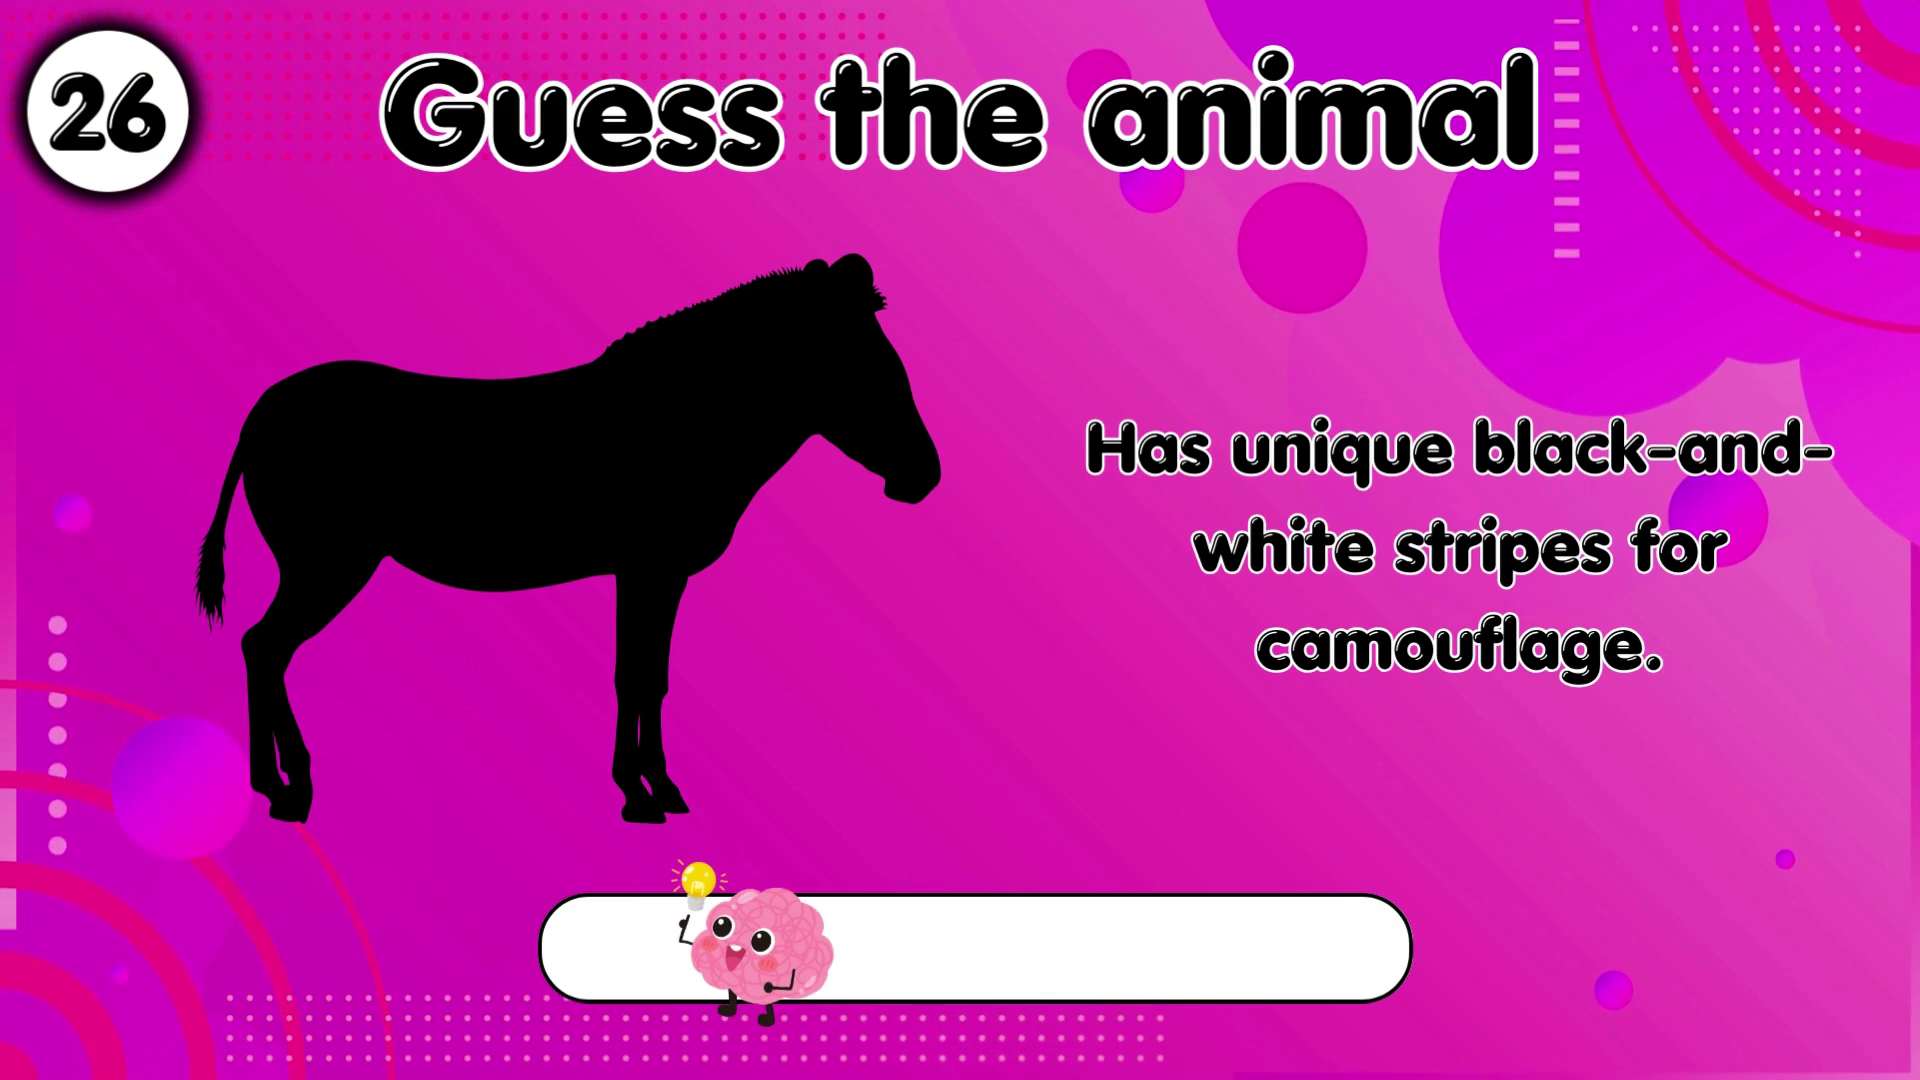 26
Guess the animal
Has unique black-and-
white stripes for
camouflage.